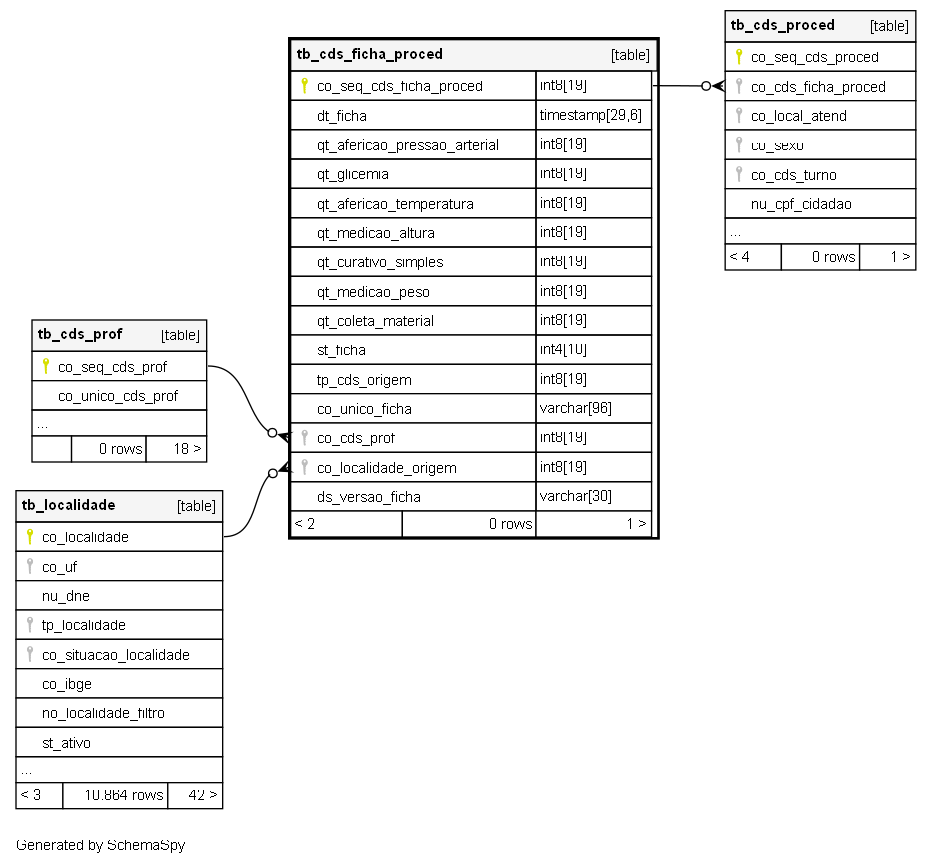 tb_cds_proced [table]
co_seq_cds_proced
co_cds_ficha_proced
co_local_atend
co_sexo
co_cds_turno
nu_cpf_cidadao
...
< 4 0 rows 1 >
tb_cds_ficha_proced [table]
co_seq_cds_ficha_proced int8[19]
dt_ficha timestamp[29,6]
qt_afericao_pressao_arterial int8[19]
qt_glicemia int8[19]
qt_afericao_temperatura int8[19]
qt_medicao_altura int8[19]
qt_curativo_simples int8[19]
qt_medicao_peso int8[19]
qt_coleta_material int8[19]
st_ficha int4[10]
tp_cds_origem int8[19]
co_unico_ficha varchar[96]
co_cds_prof int8[19]
co_localidade_origem int8[19]
ds_versao_ficha varchar[30]
< 2 0 rows 1 >
tb_cds_prof [table]
co_seq_cds_prof
co_unico_cds_prof
...
0 rows 18 >
tb_localidade [table]
co_localidade
co_uf
nu_dne
tp_localidade
co_situacao_localidade
co_ibge
no_localidade_filtro
st_ativo
...
< 3 10.864 rows 42 >
Generated by SchemaSpy